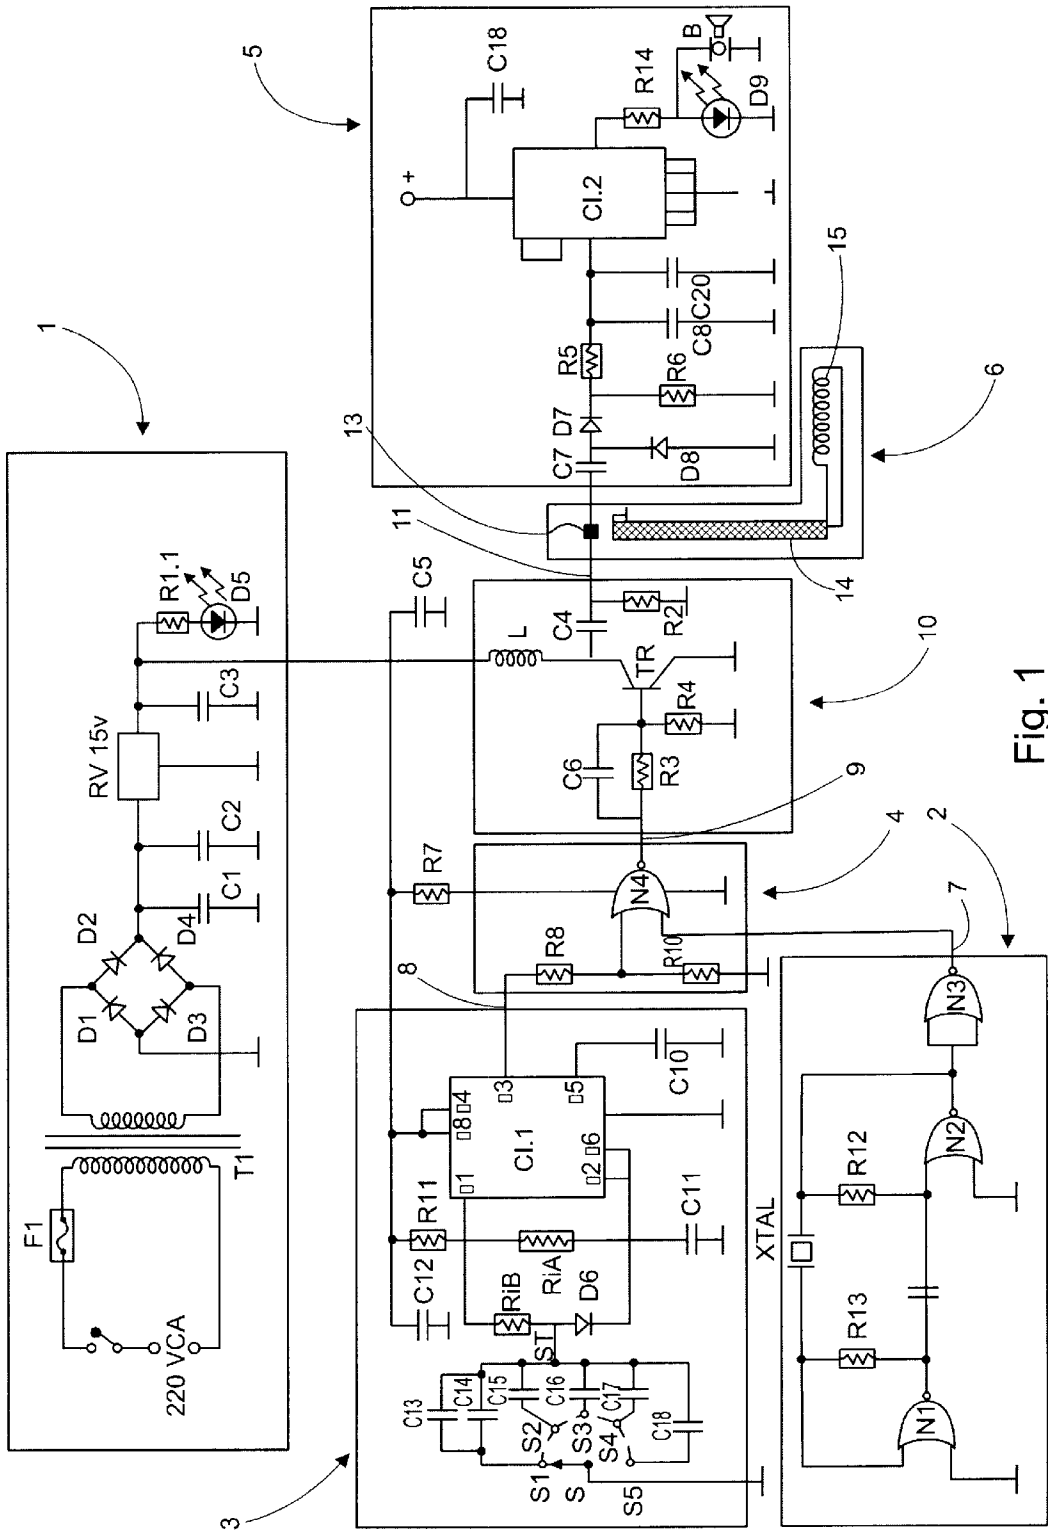 1
F1
220 VCA
T1
D1
D2
D3
D4
C1
C2
RV 15v
C3
R1.1
D5
5
+
C18
CI.2
R14
B
D9
C7
D7
D8
R5
R6
C8
C20
13
11
6
14
15
C5
L
C4
R2
TR
C6
R3
R4
10
9
R7
R8
R10
N4
4
8
3
C12
R11
RiA
RiB
D6
C11
CI.1
1
8
4
3
5
2
6
C10
C13
C14
C15
C16
C17
C18
ST
S1
S2
S3
S4
S
S5
2
7
XTAL
R13
R12
N1
N2
N3
Fig. 1